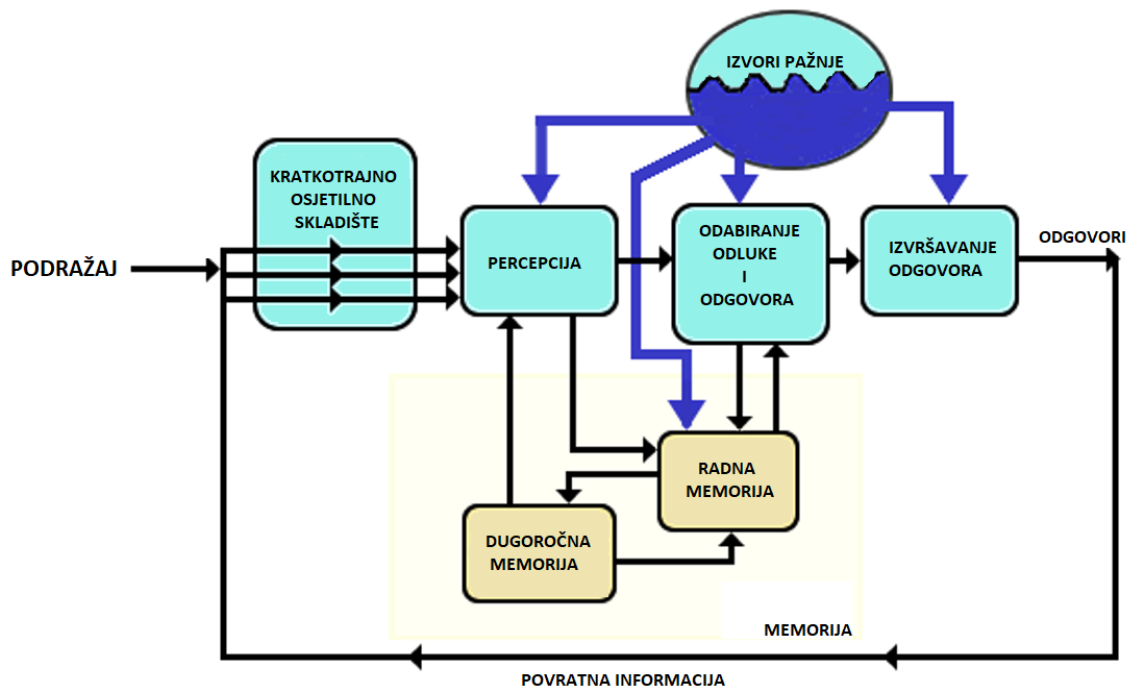 IZVORI PAŽNJE
KRATKOTRAJNO
OSJETILNO
SKLADIŠTE
PODRAŽAJ
PERCEPCIJA
ODABIRANJE
ODLUKE
I
ODGOVORA
IZVRŠAVANJE
ODGOVORA
ODGOVORI
RADNA
MEMORIJA
DUGOROČNA
MEMORIJA
MEMORIJA
POVRATNA INFORMACIJA